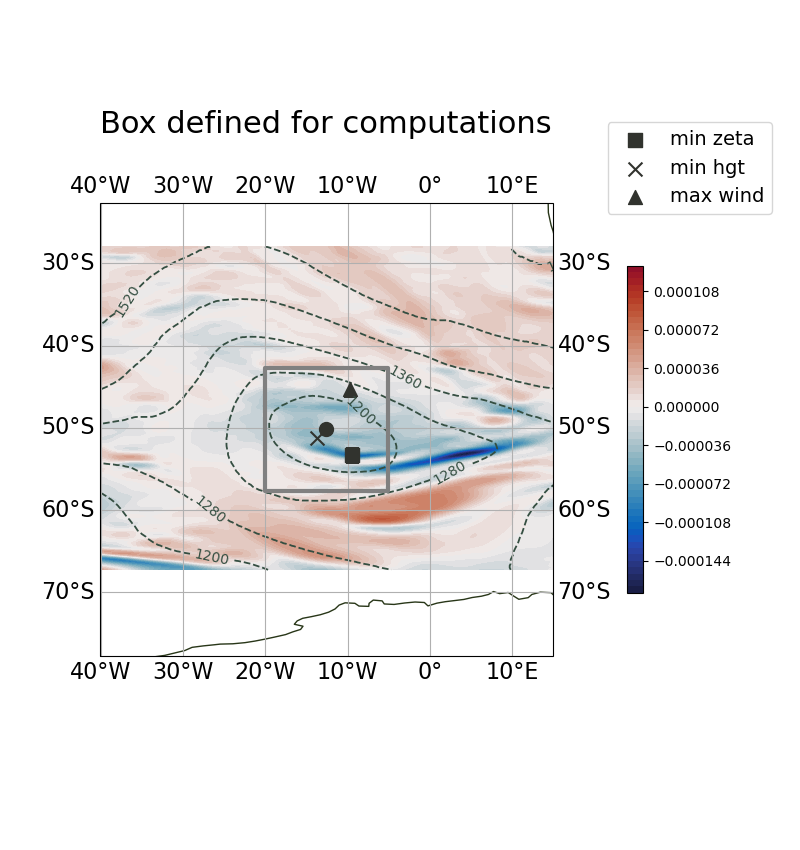 Box defined for computations
min zeta
min hgt
max wind
40°W 30°W 20°W 10°W 0° 10°E
30°S 30°S
40°S 40°S
50°S 50°S
60°S 60°S
70°S 70°S
40°W 30°W 20°W 10°W 0° 10°E
1520
1360
1200
1280
1280
1200
0.000108
0.000072
0.000036
0.000000
−0.000036
−0.000072
−0.000108
−0.000144